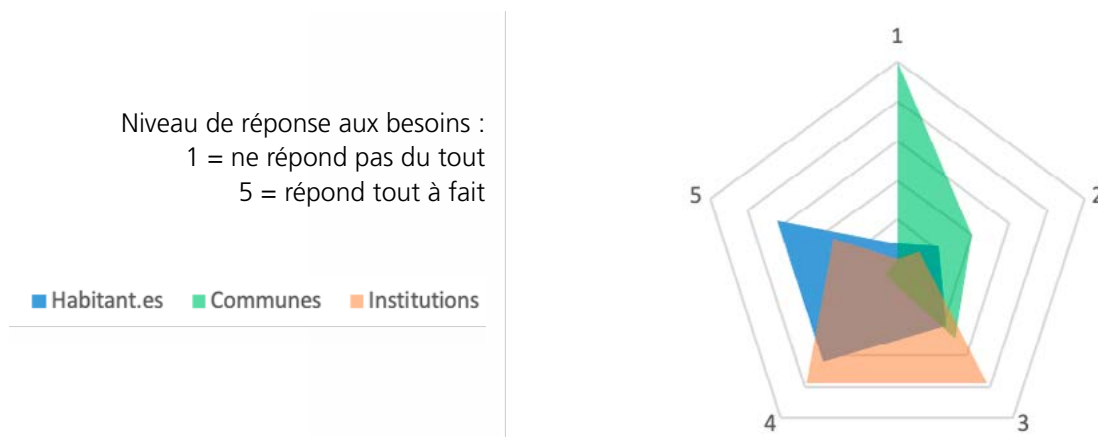 Niveau de réponse aux besoins :
1 = ne répond pas du tout
5 = répond tout à fait
Habitant.es Communes Institutions
1
2
3
4
5